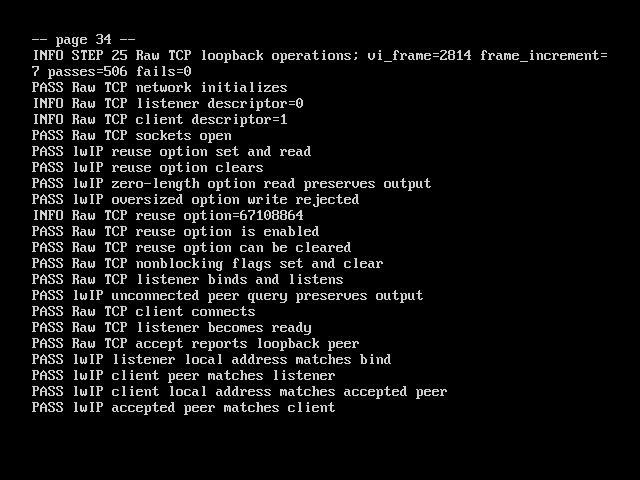 -- page 34 --
INFO STEP 25 Raw TCP loopback operations; vi_frame=2814 frame_increment=
7 passes=506 fails=0
PASS Raw TCP network initializes
INFO Raw TCP listener descriptor=0
INFO Raw TCP client descriptor=1
PASS Raw TCP sockets open
PASS lwIP reuse option set and read
PASS lwIP reuse option clears
PASS lwIP zero-length option read preserves output
PASS lwIP oversized option write rejected
INFO Raw TCP reuse option=67108864
PASS Raw TCP reuse option is enabled
PASS Raw TCP reuse option can be cleared
PASS Raw TCP nonblocking flags set and clear
PASS Raw TCP listener binds and listens
PASS lwIP unconnected peer query preserves output
PASS Raw TCP client connects
PASS Raw TCP listener becomes ready
PASS Raw TCP accept reports loopback peer
PASS lwIP listener local address matches bind
PASS lwIP client peer matches listener
PASS lwIP client local address matches accepted peer
PASS lwIP accepted peer matches client